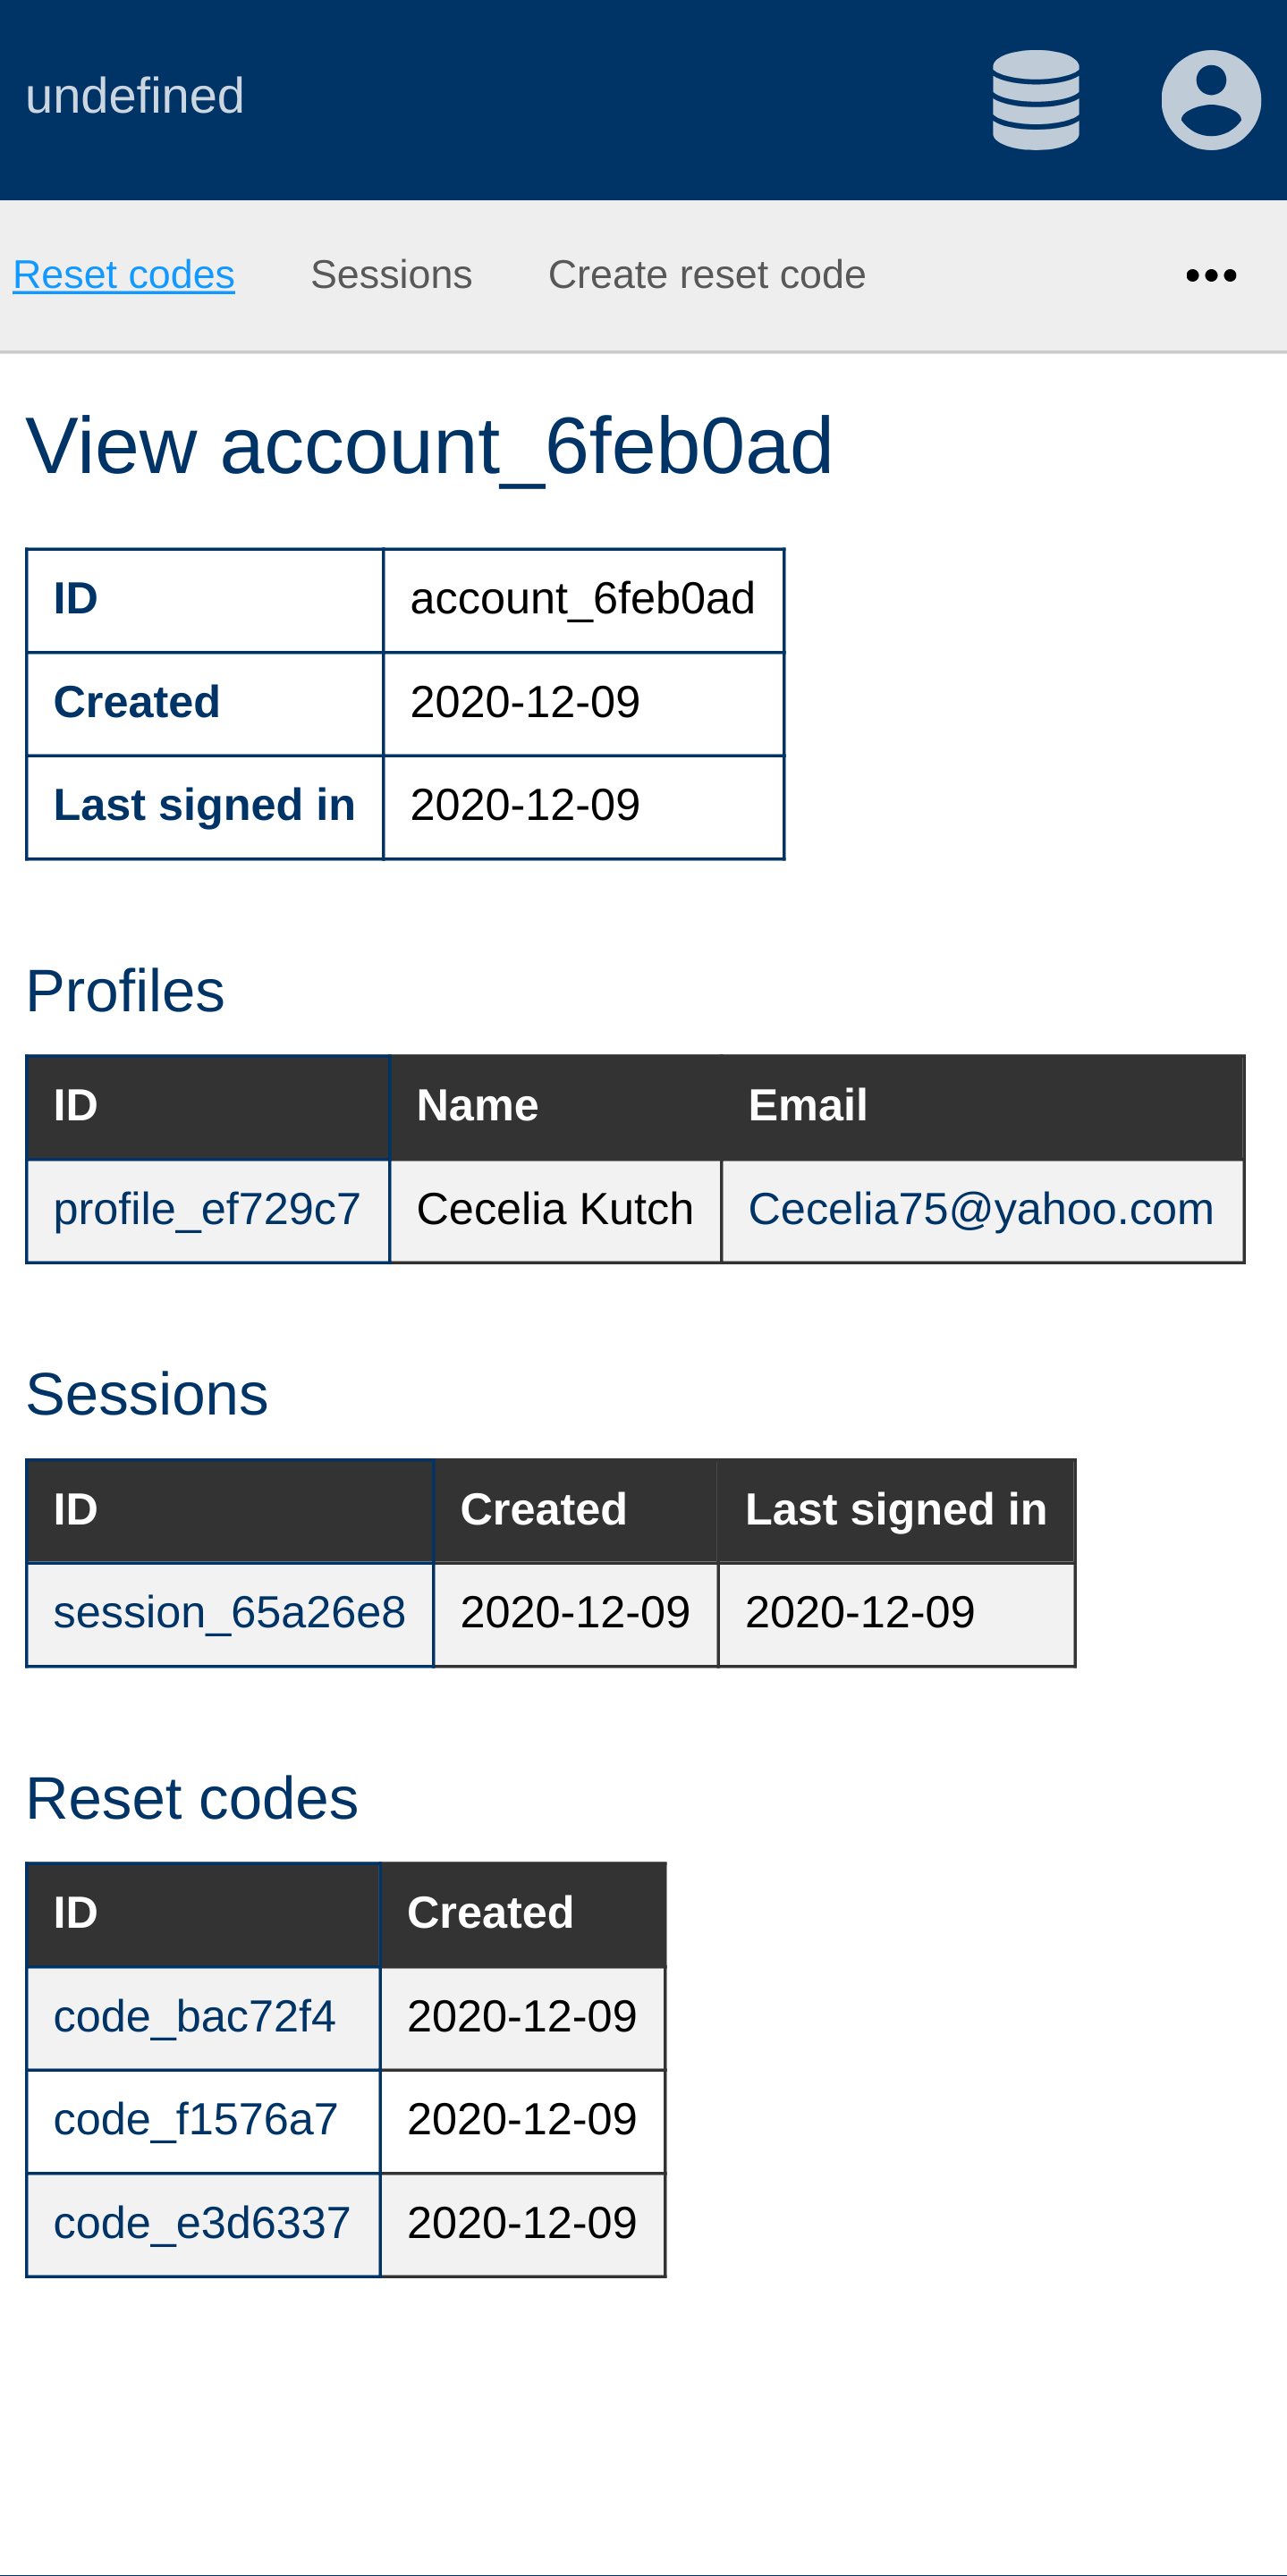 undefined
Reset codes Sessions Create reset code
View account_6feb0ad
ID account_6feb0ad
Created 2020-12-09
Last signed in 2020-12-09
Profiles
ID Name Email
profile_ef729c7 Cecelia Kutch Cecelia75@yahoo.com
Sessions
ID Created Last signed in
session_65a26e8 2020-12-09 2020-12-09
Reset codes
ID Created
code_bac72f4 2020-12-09
code_f1576a7 2020-12-09
code_e3d6337 2020-12-09